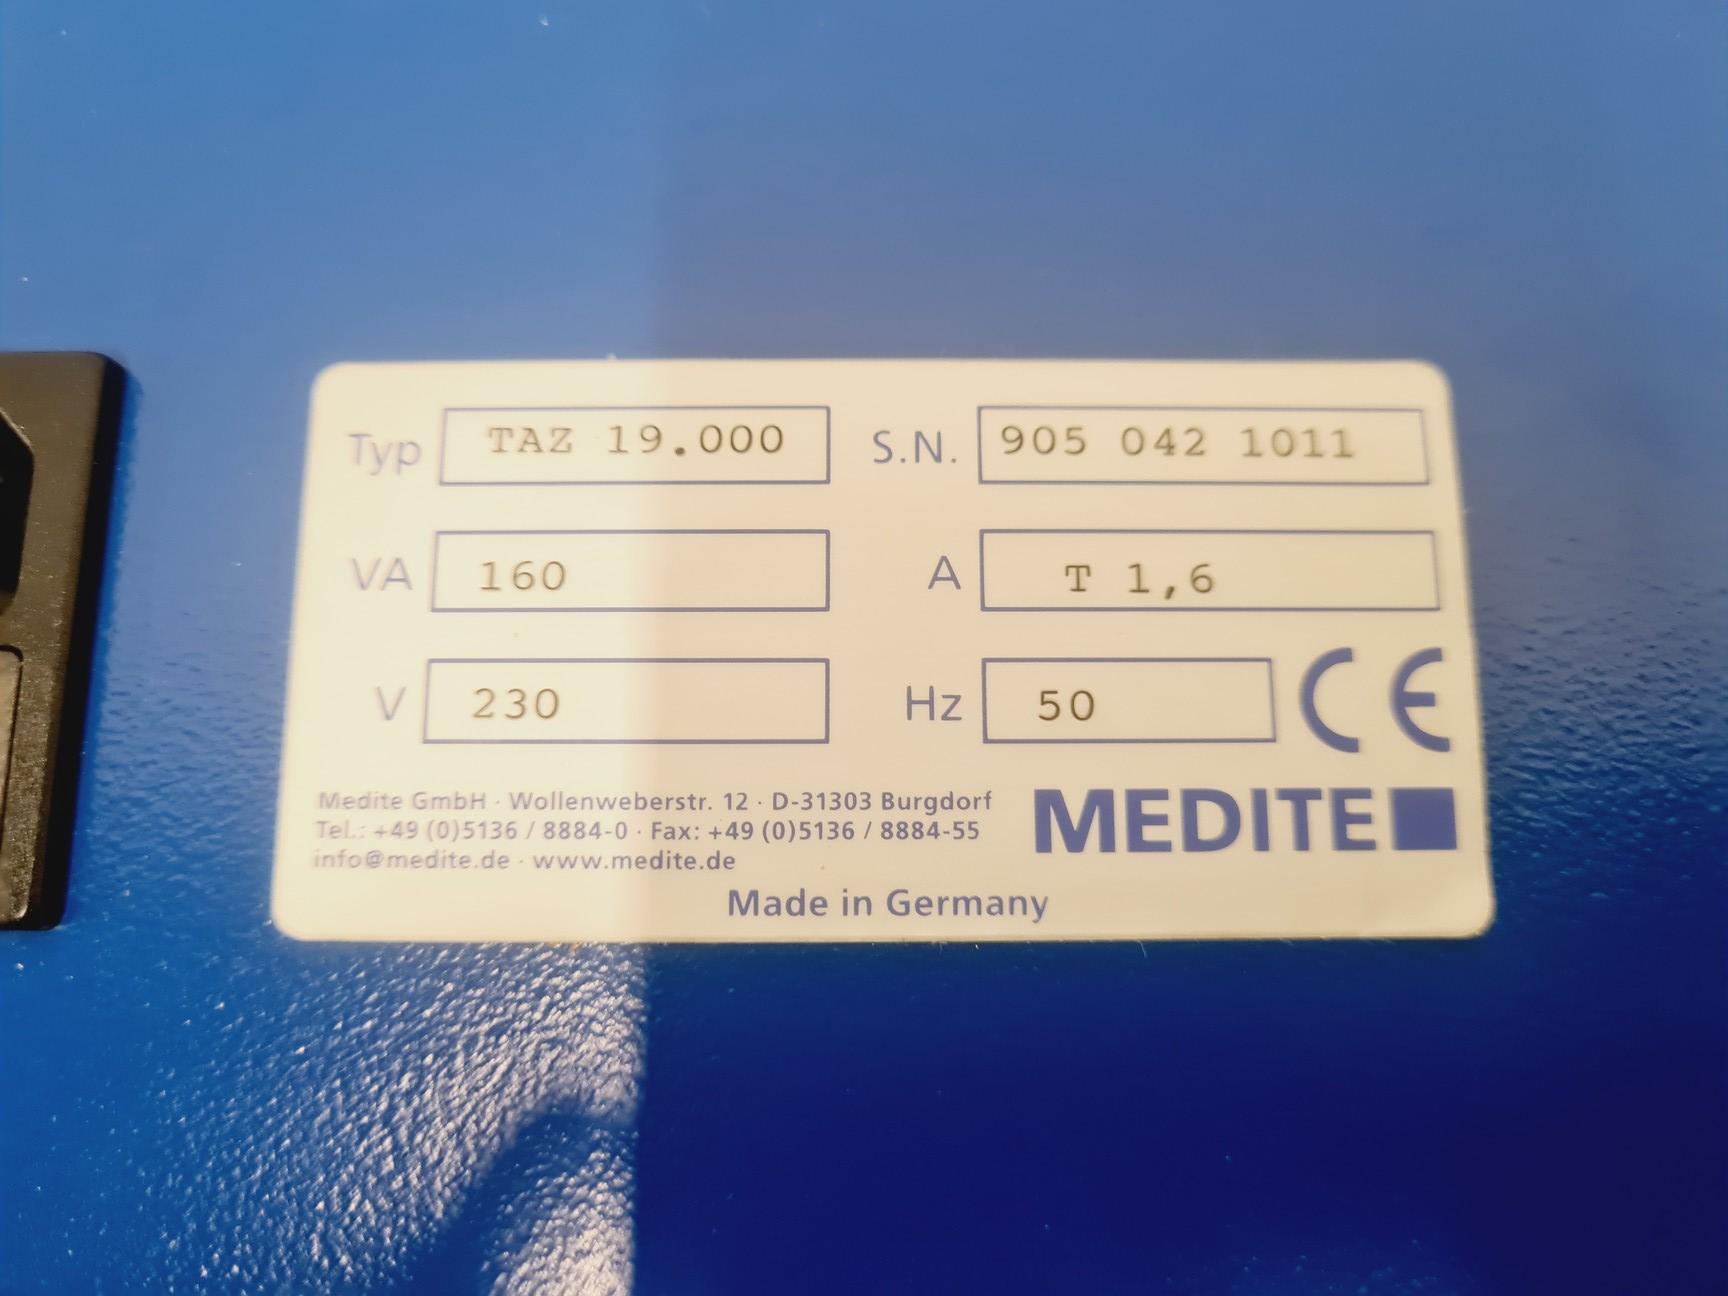 Typ TAZ 19.000 S.N. 905 042 1011
VA 160 A T 1,6
V 230 Hz 50 CE
Medite GmbH · Wollenweberstr. 12 · D-31303 Burgdorf
Tel.: +49 (0)5136 / 8884-0 · Fax: +49 (0)5136 / 8884-55
info@medite.de · www.medite.de
MEDITE
Made in Germany